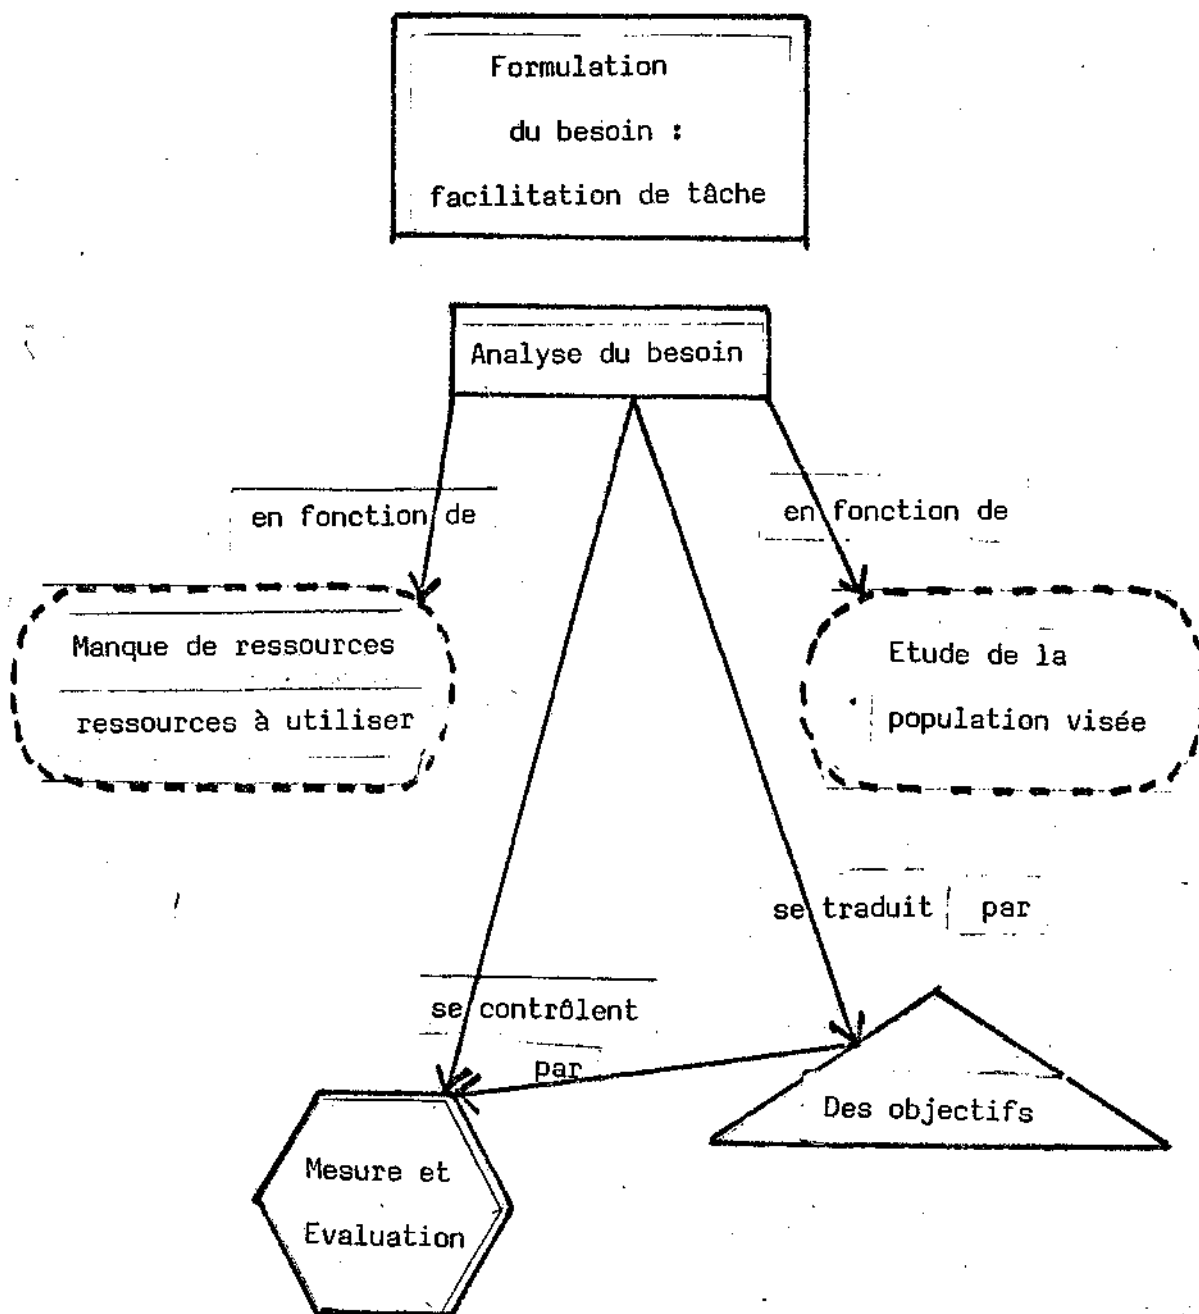 Formulation
du besoin :
facilitation de tâche
Analyse du besoin
en fonction de
en fonction de
Manque de ressources
ressources à utiliser
Etude de la
population visée
se traduit par
se contrôlent
par
Des objectifs
Mesure et
Evaluation